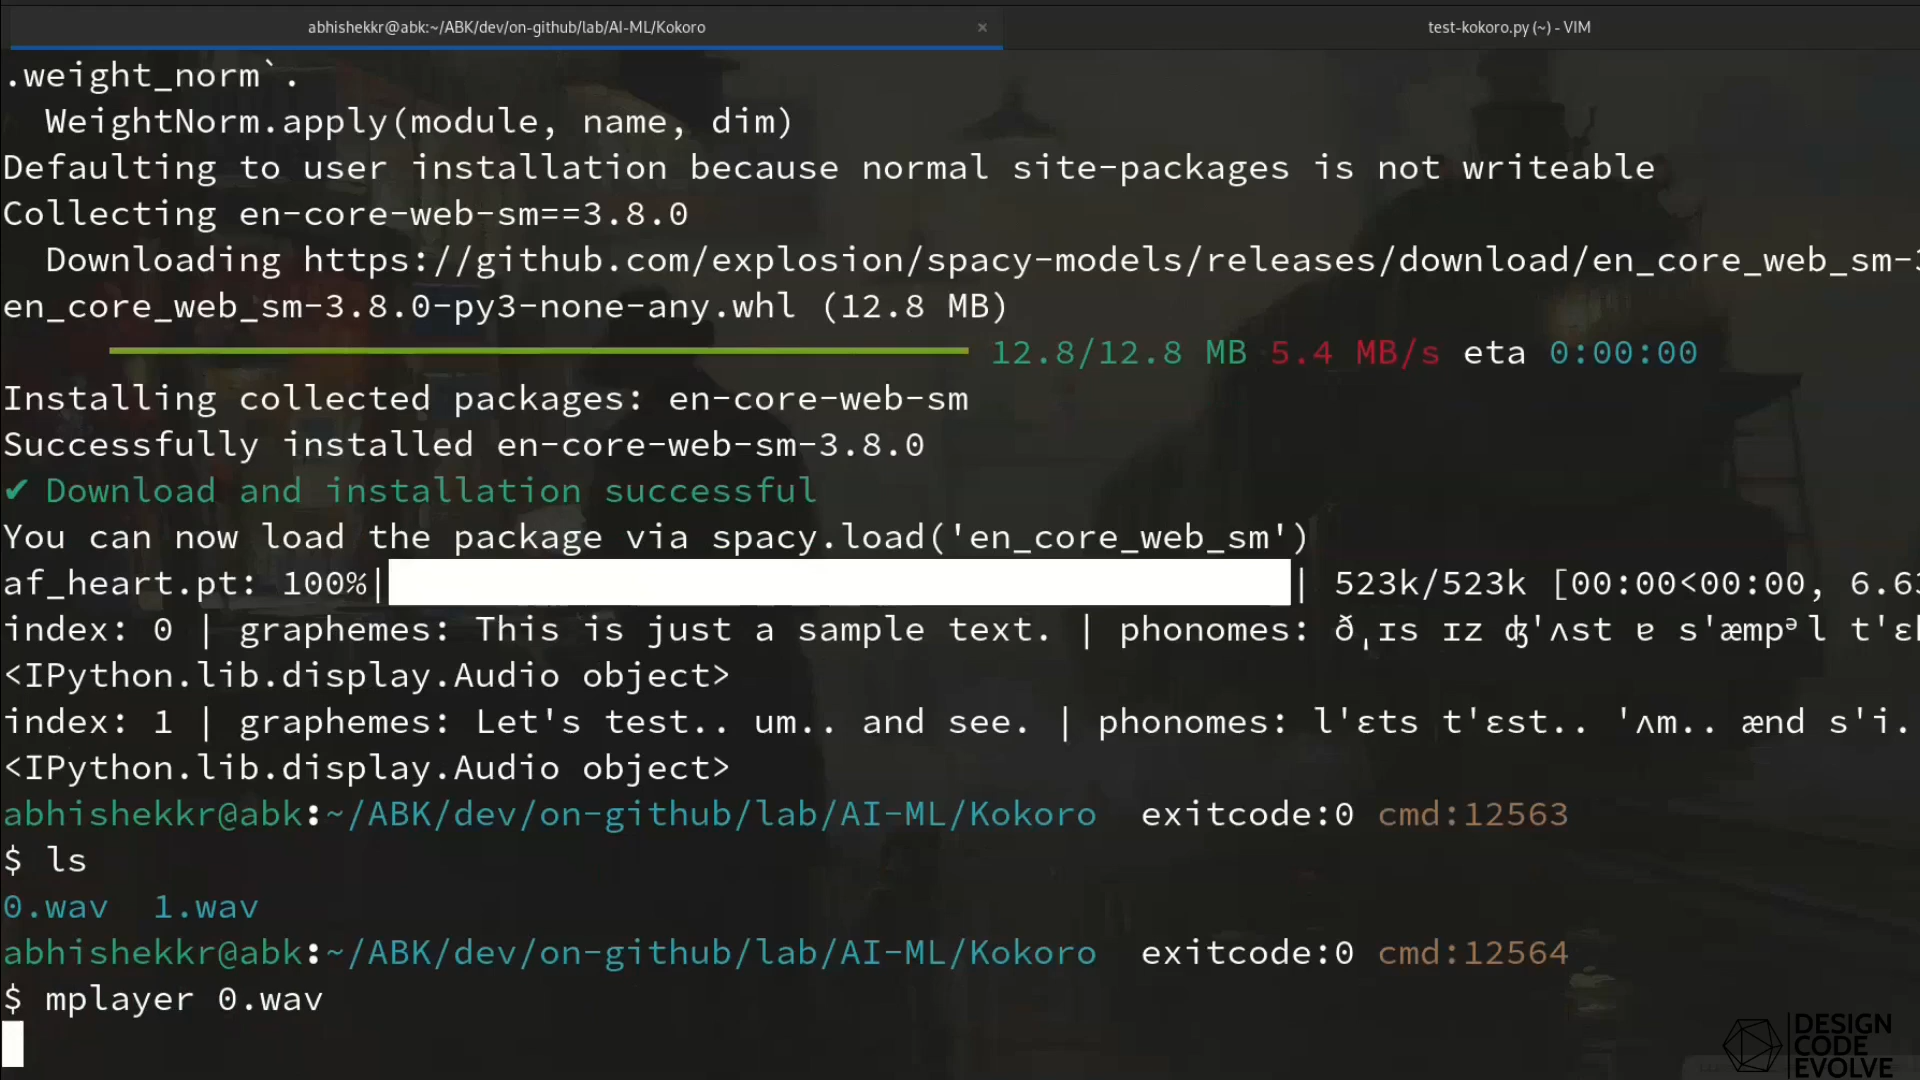 abhishekkr@abk:~/ABK/dev/on-github/lab/AI-ML/Kokoro × test-kokoro.py (~) - VIM
.weight_norm`.
WeightNorm.apply(module, name, dim)
Defaulting to user installation because normal site-packages is not writeable
Collecting en-core-web-sm==3.8.0
Downloading https://github.com/explosion/spacy-models/releases/download/en_core_web_sm-3
en_core_web_sm-3.8.0-py3-none-any.whl (12.8 MB)
12.8/12.8 MB 5.4 MB/s eta 0:00:00
Installing collected packages: en-core-web-sm
Successfully installed en-core-web-sm-3.8.0
✔ Download and installation successful
You can now load the package via spacy.load('en_core_web_sm')
af_heart.pt: 100%| | 523k/523k [00:00<00:00, 6.63
index: 0 | graphemes: This is just a sample text. | phonomes: ðˌɪs ɪz ʤˈʌst ɐ sˈæmpᵊl tˈɛ
<IPython.lib.display.Audio object>
index: 1 | graphemes: Let's test.. um.. and see. | phonomes: lˈɛts tˈɛst.. ˈʌm.. ænd sˈi.
<IPython.lib.display.Audio object>
abhishekkr@abk:~/ABK/dev/on-github/lab/AI-ML/Kokoro exitcode:0 cmd:12563
$ ls
0.wav 1.wav
abhishekkr@abk:~/ABK/dev/on-github/lab/AI-ML/Kokoro exitcode:0 cmd:12564
$ mplayer 0.wav
DESIGN
CODE
EVOLVE